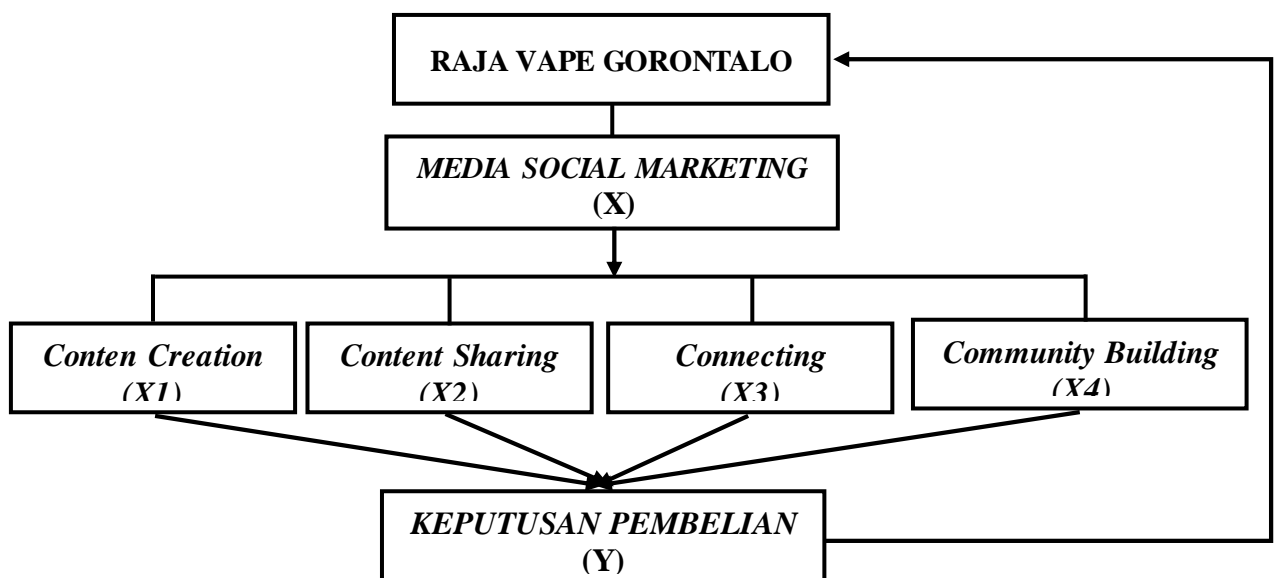 RAJA VAPE GORONTALO
MEDIA SOCIAL MARKETING
(X)
Conten Creation
(X1)
Content Sharing
(X2)
Connecting
(X3)
Community Building
(X4)
KEPUTUSAN PEMBELIAN
(Y)